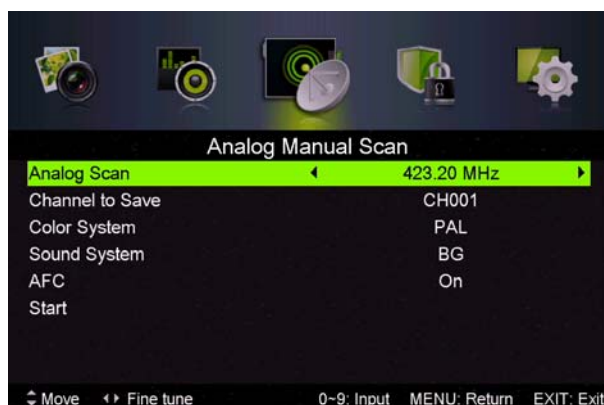 Analog Manual Scan
Analog Scan 423.20 MHz
Channel to Save CH001
Color System PAL
Sound System BG
AFC On
Start
Move Fine tune 0~9: Input MENU: Return EXIT: Exit